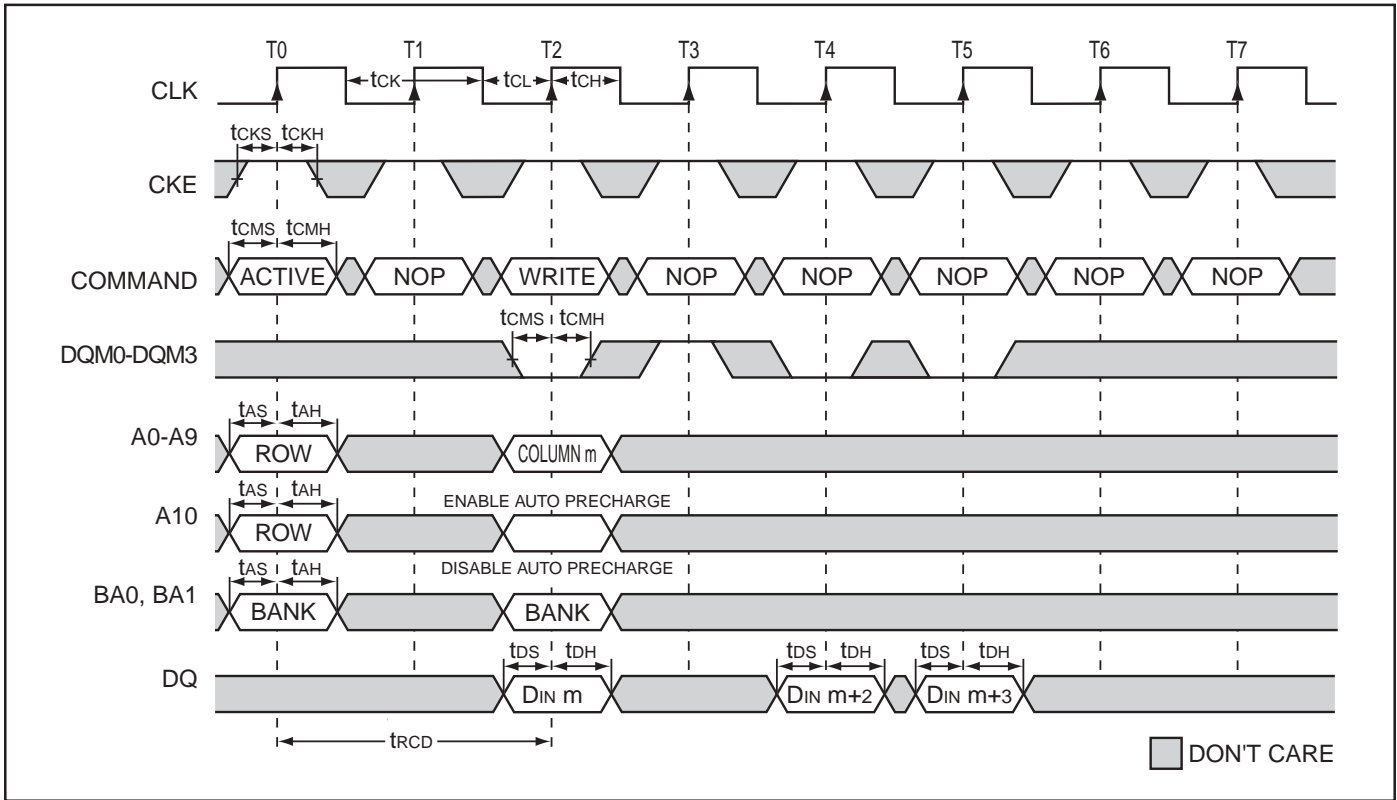 T0 T1 T2 T3 T4 T5 T6 T7
CLK tCK tCL tCH
tCKS tCKH
CKE
tCMS tCMH
COMMAND ACTIVE NOP WRITE NOP NOP NOP NOP NOP
tCMS tCMH
DQM0-DQM3
tAS tAH
A0-A9 ROW COLUMN m
tAS tAH ENABLE AUTO PRECHARGE
A10 ROW
tAS tAH DISABLE AUTO PRECHARGE
BA0, BA1 BANK BANK
tDS tDH tDS tDH tDS tDH
DQ DIN m DIN m+2 DIN m+3
tRCD
DON'T CARE